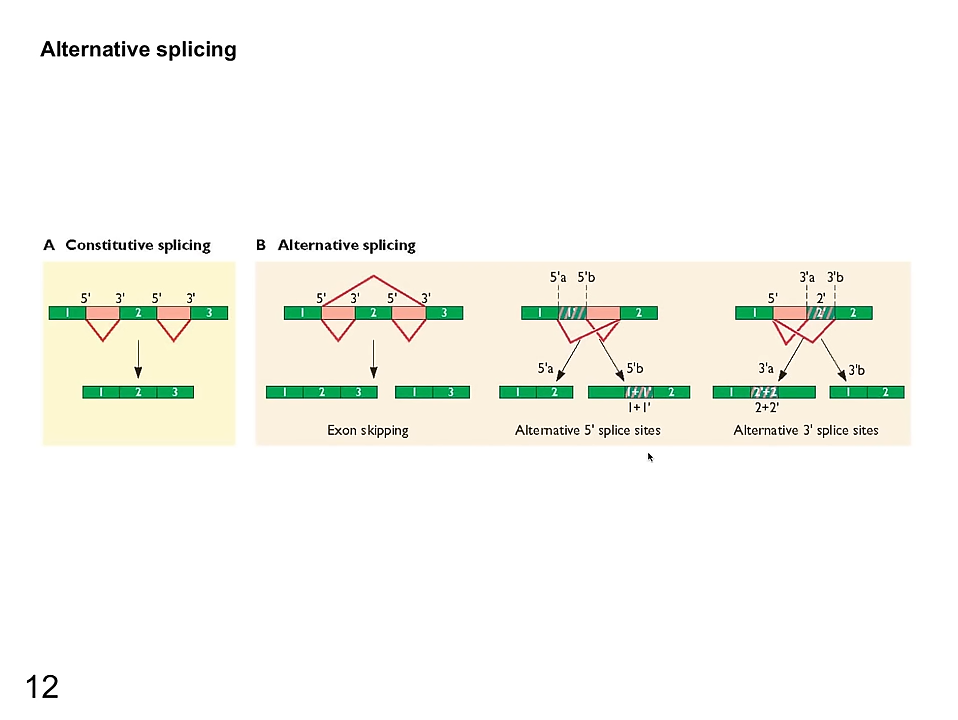 Alternative splicing
A Constitutive splicing
5' 3' 5' 3'
1 2 3
1 2 3
B Alternative splicing
5' 3' 5' 3'
1 2 3
1 2 3 1 3
Exon skipping
5'a 5'b
1 1' 2
5'a 5'b
1 2 1+1' 2
1+1'
Alternative 5' splice sites
3'a 3'b
5' 2'
1 2' 2
3'a 3'b
1 2+2 1 2
2+2'
Alternative 3' splice sites
12